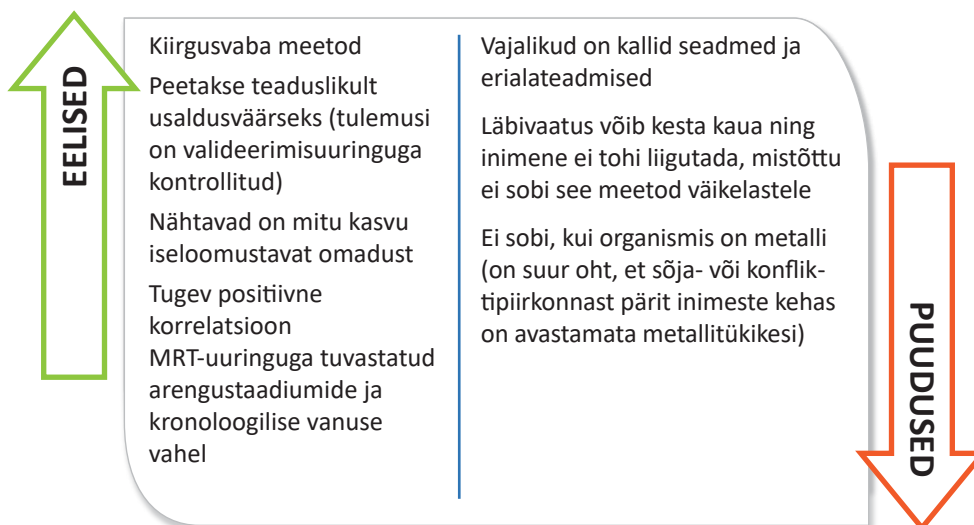 EELISED
Kiirgusvaba meetod
Peetakse teaduslikult
usaldusväärseks (tulemusi
on valideerimisuuringuga
kontrollitud)
Nähtavad on mitu kasvu
iseloomustavat omadust
Tugev positiivne
korrelatsioon
MRT-uuringuga tuvastatud
arengustaadiumide ja
kronoloogilise vanuse
vahel
Vajalikud on kallid seadmed ja
erialateadmised
Läbivaatus võib kesta kaua ning
inimene ei tohi liigutada, mistõttu
ei sobi see meetod väikelastele
Ei sobi, kui organismis on metalli
(on suur oht, et sõja- või konflik-
tipiirkonnast pärit inimeste kehas
on avastamata metallitükikesi)
PUUDUSED